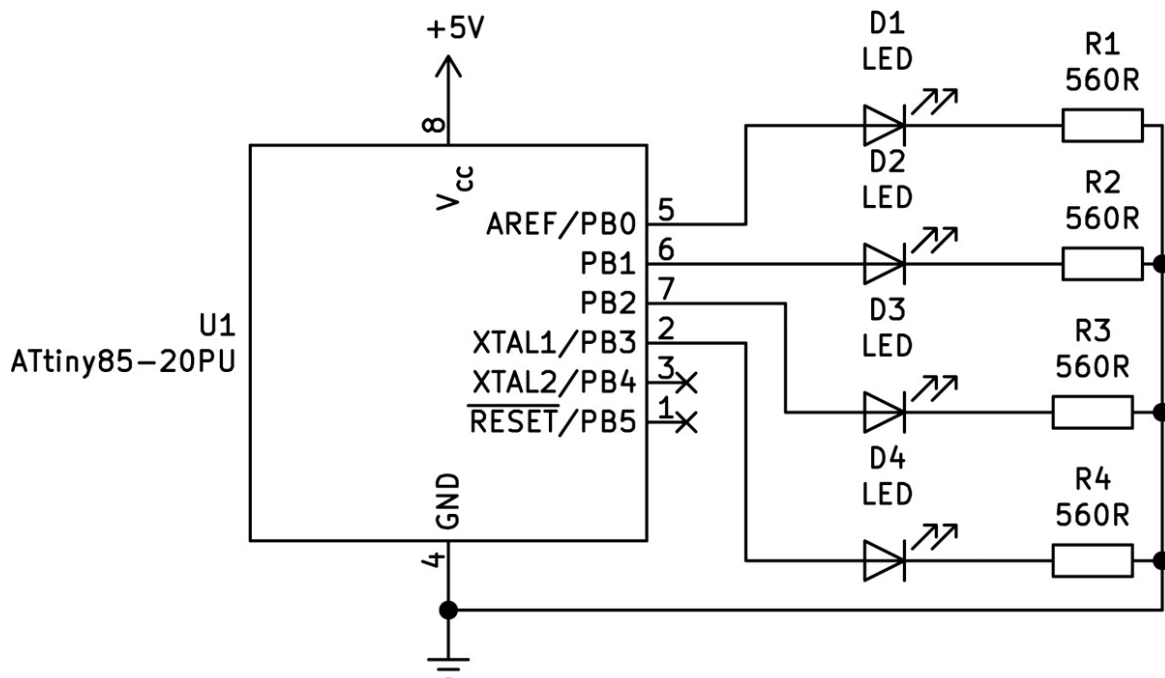 +5V
8
VCC
AREF/PB0 5
PB1 6
PB2 7
XTAL1/PB3 2
XTAL2/PB4 3
RESET/PB5 1
GND
4
U1
ATtiny85-20PU
D1
LED
D2
LED
D3
LED
D4
LED
R1
560R
R2
560R
R3
560R
R4
560R